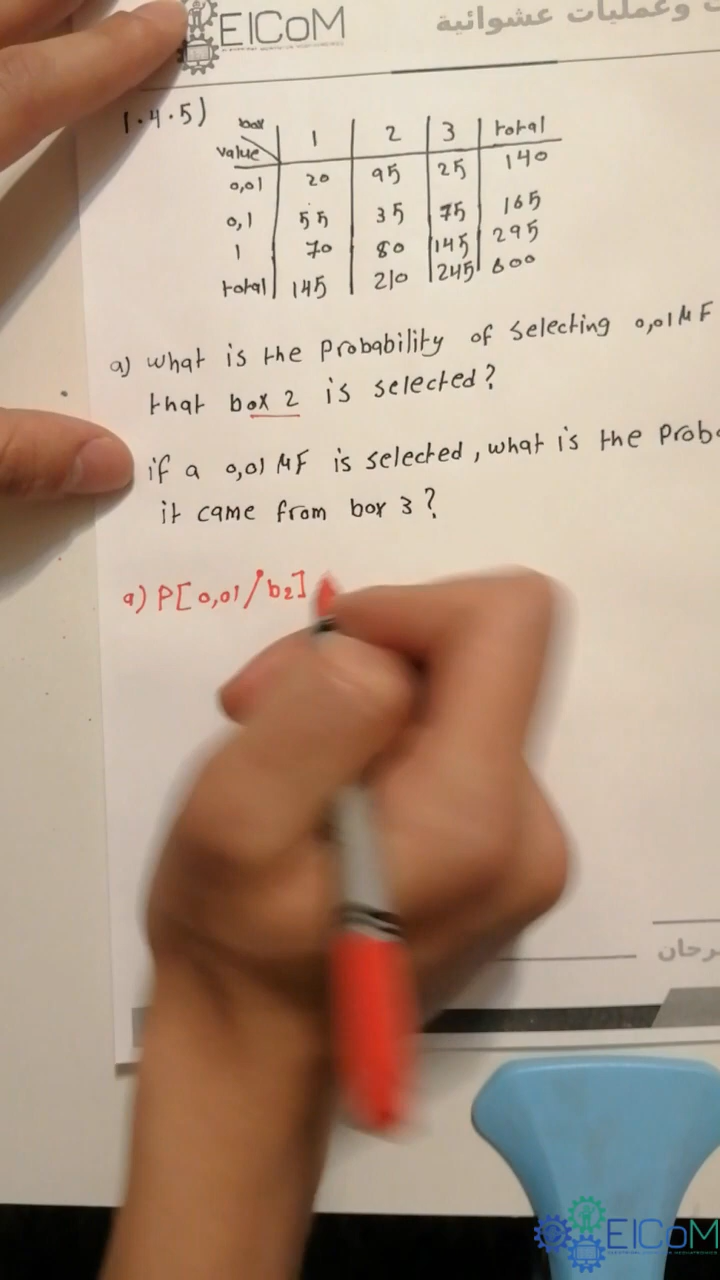 EICoM
وعمليات عشوائية
1.4.5)
box 1 2 3 total
value
0,01 20 95 25 140
0,1 55 35 75 165
1 70 80 145 295
total 145 210 245 600
a) what is the probability of selecting 0,01 MF
that box 2 is selected?
if a 0,01 MF is selected, what is the
it came from box 3?
a) P[0,01/b2]
رحان
EICoM